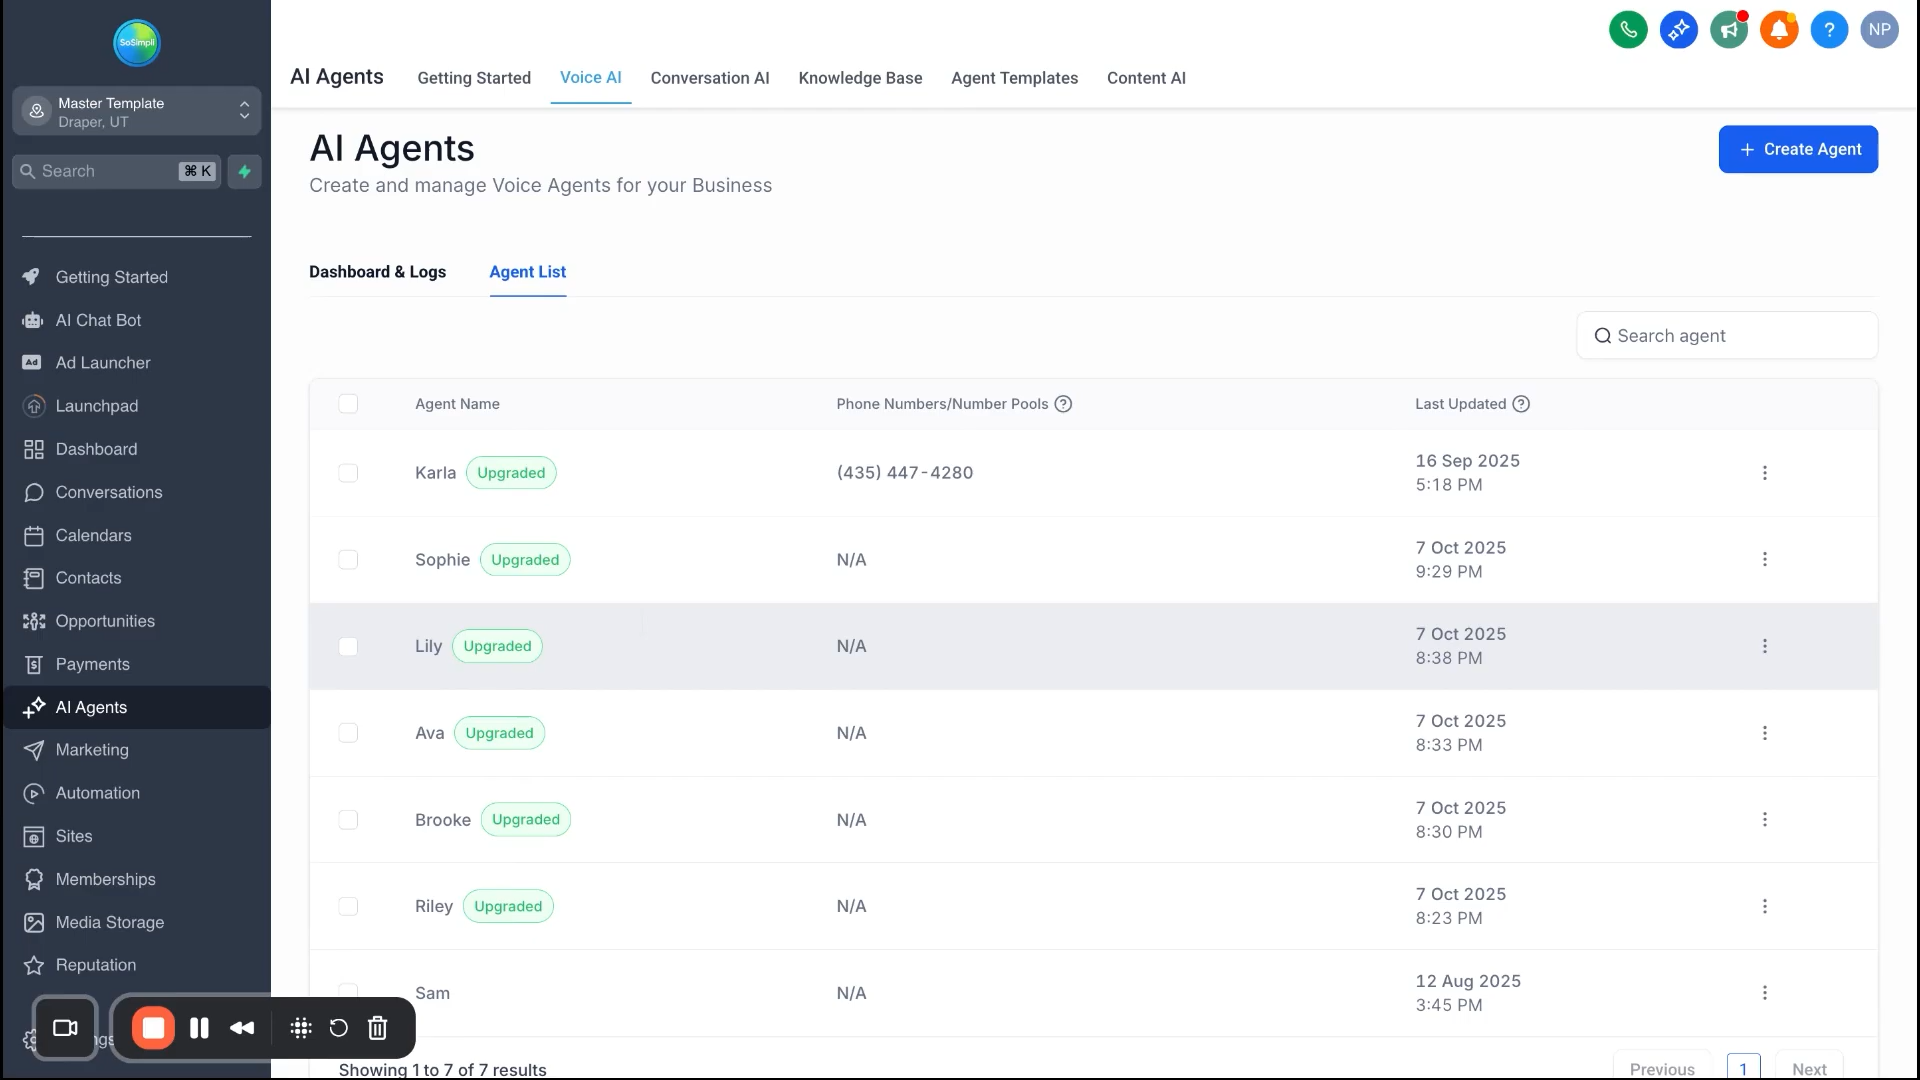 SoSimpli
Master Template
Draper, UT
Search
⌘ K
Getting Started
AI Chat Bot
Ad
Ad Launcher
Launchpad
Dashboard
Conversations
Calendars
Contacts
Opportunities
Payments
AI Agents
Marketing
Automation
Sites
Memberships
Media Storage
Reputation
NP
AI Agents
Getting Started
Voice AI
Conversation AI
Knowledge Base
Agent Templates
Content AI
AI Agents
Create and manage Voice Agents for your Business
+ Create Agent
Dashboard & Logs
Agent List
Search agent
Agent Name
Phone Numbers/Number Pools
Last Updated
Karla Upgraded
(435) 447-4280
16 Sep 2025
5:18 PM
Sophie Upgraded
N/A
7 Oct 2025
9:29 PM
Lily Upgraded
N/A
7 Oct 2025
8:38 PM
Ava Upgraded
N/A
7 Oct 2025
8:33 PM
Brooke Upgraded
N/A
7 Oct 2025
8:30 PM
Riley Upgraded
N/A
7 Oct 2025
8:23 PM
Sam
N/A
12 Aug 2025
3:45 PM
Showing 1 to 7 of 7 results
Previous
1
Next